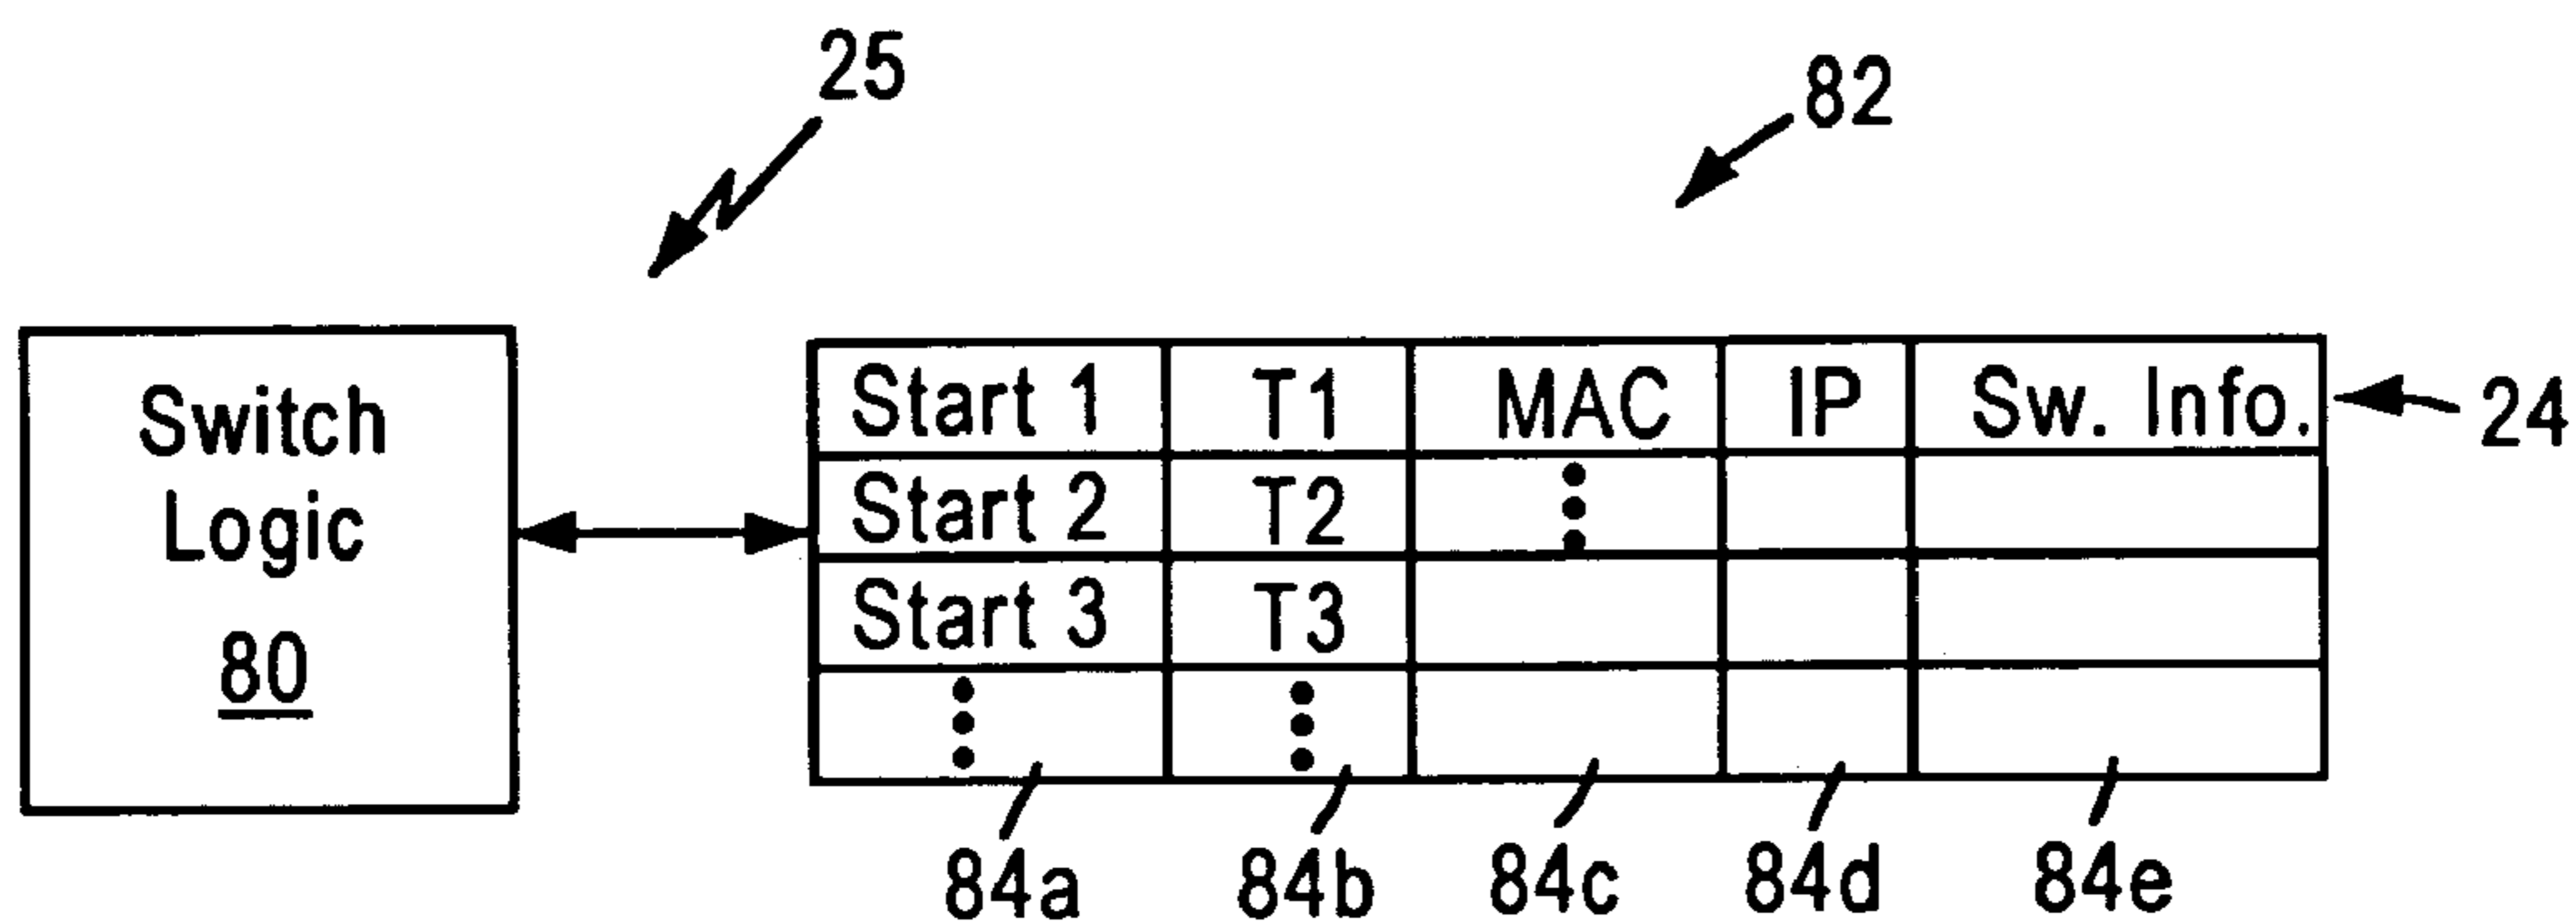 25
82
Switch
Logic
80
Start 1 T1 MAC IP Sw. Info.
24
Start 2 T2
Start 3 T3
84a 84b 84c 84d 84e